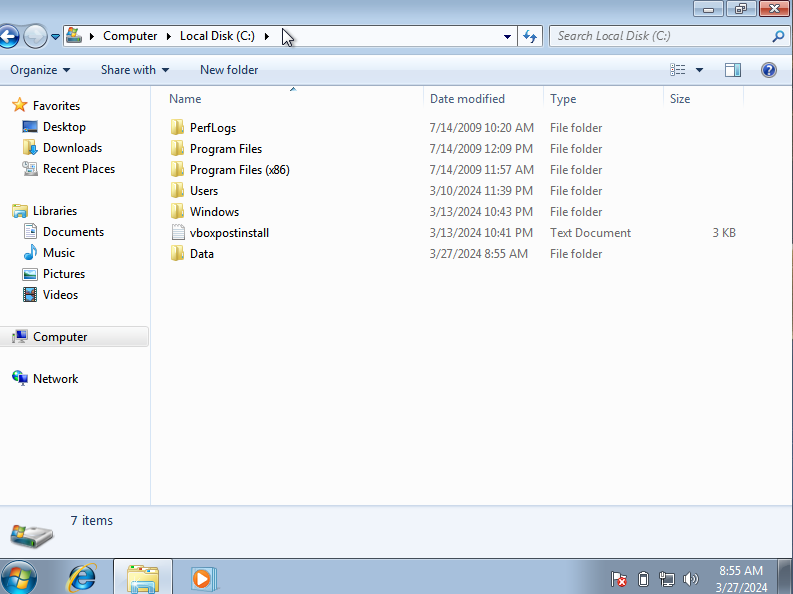 Computer Local Disk (C:) Search Local Disk (C:)
Organize Share with New folder
Favorites
Desktop
Downloads
Recent Places
Libraries
Documents
Music
Pictures
Videos
Computer
Network
Name Date modified Type Size
PerfLogs 7/14/2009 10:20 AM File folder
Program Files 7/14/2009 12:09 PM File folder
Program Files (x86) 7/14/2009 11:57 AM File folder
Users 3/10/2024 11:39 PM File folder
Windows 3/13/2024 10:43 PM File folder
vboxpostinstall 3/13/2024 10:41 PM Text Document 3 KB
Data 3/27/2024 8:55 AM File folder
7 items
8:55 AM
3/27/2024